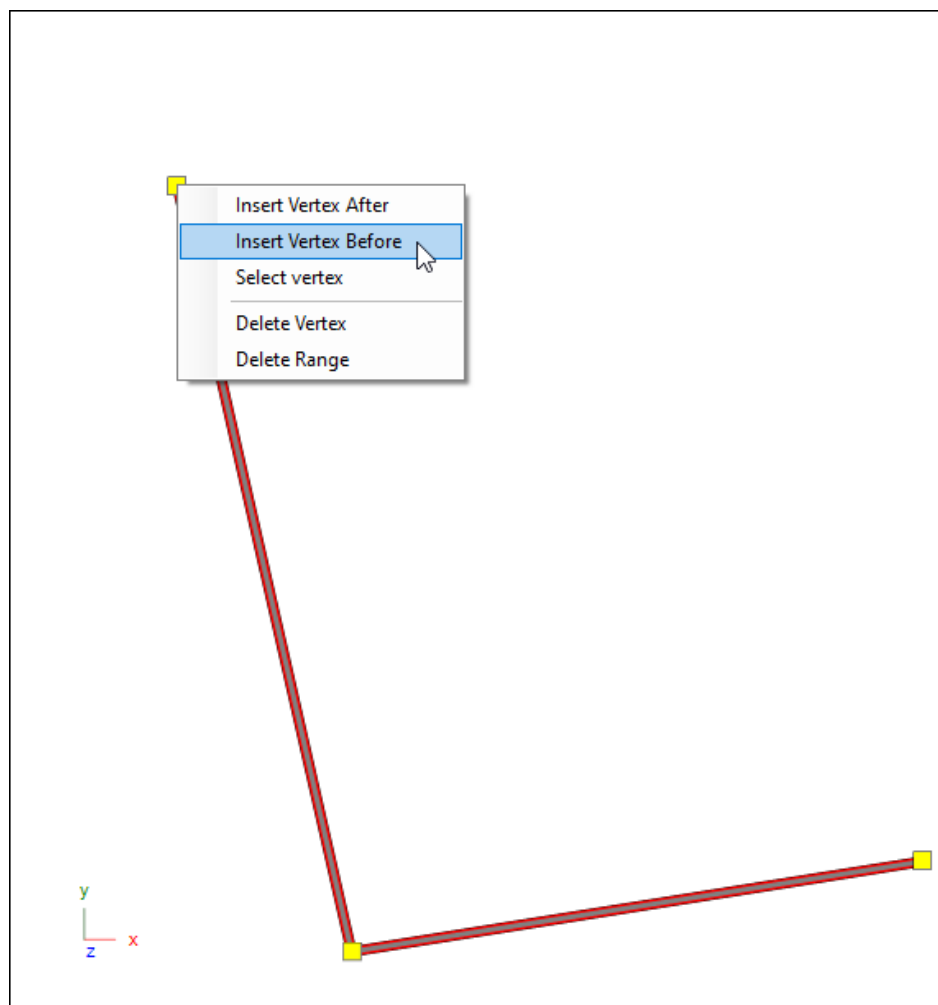 Insert Vertex After
Insert Vertex Before
Select vertex
Delete Vertex
Delete Range
y
x
z